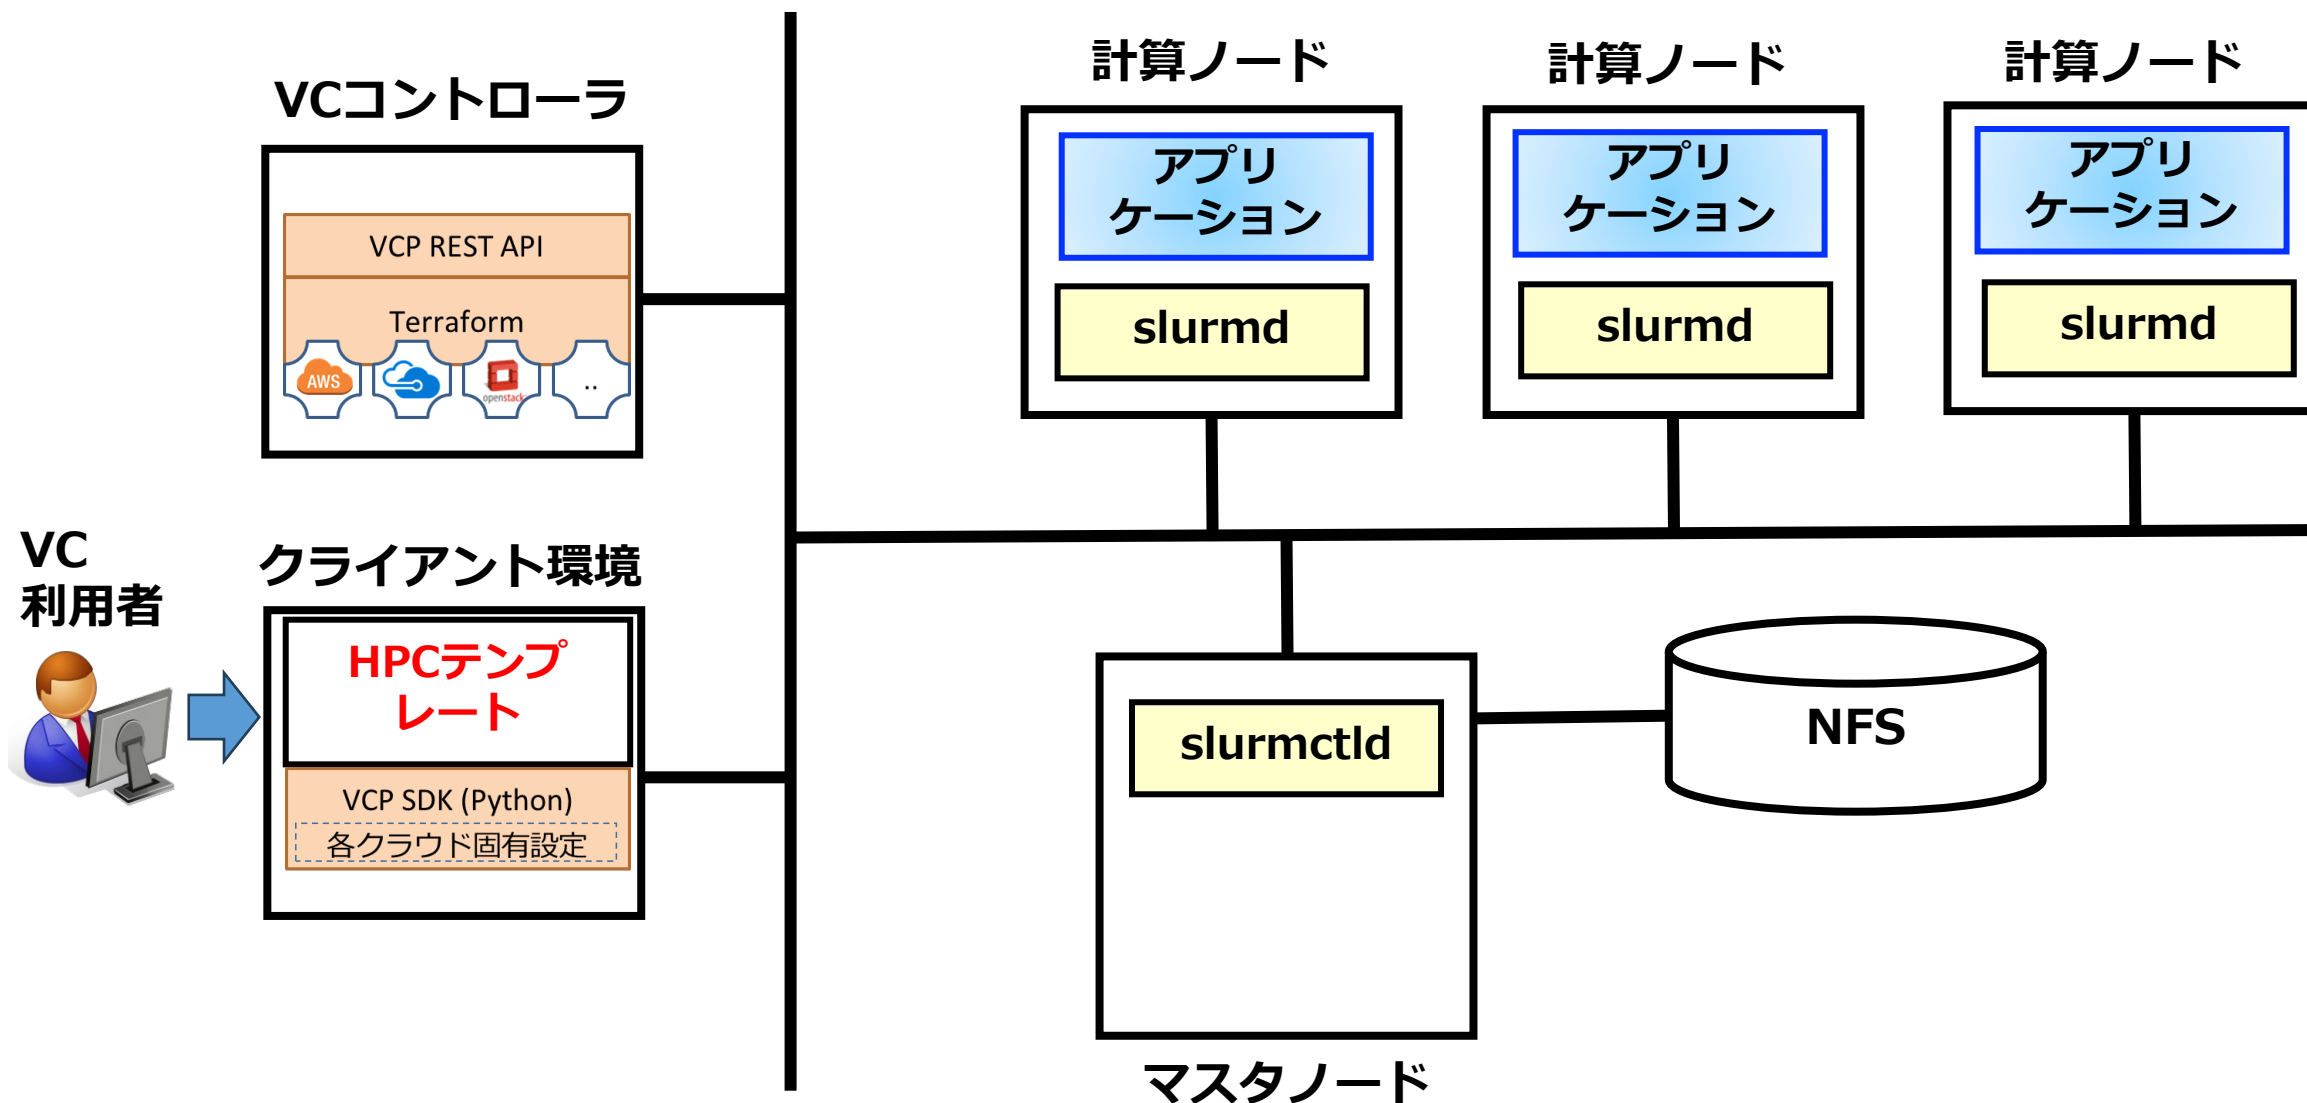 VCコントローラ
VCP REST API
Terraform
AWS
openstack
..
VC
利用者
クライアント環境
HPCテンプ
レート
VCP SDK (Python)
各クラウド固有設定
計算ノード
アプリ
ケーション
slurmd
計算ノード
アプリ
ケーション
slurmd
計算ノード
アプリ
ケーション
slurmd
slurmctld
マスタノード
NFS